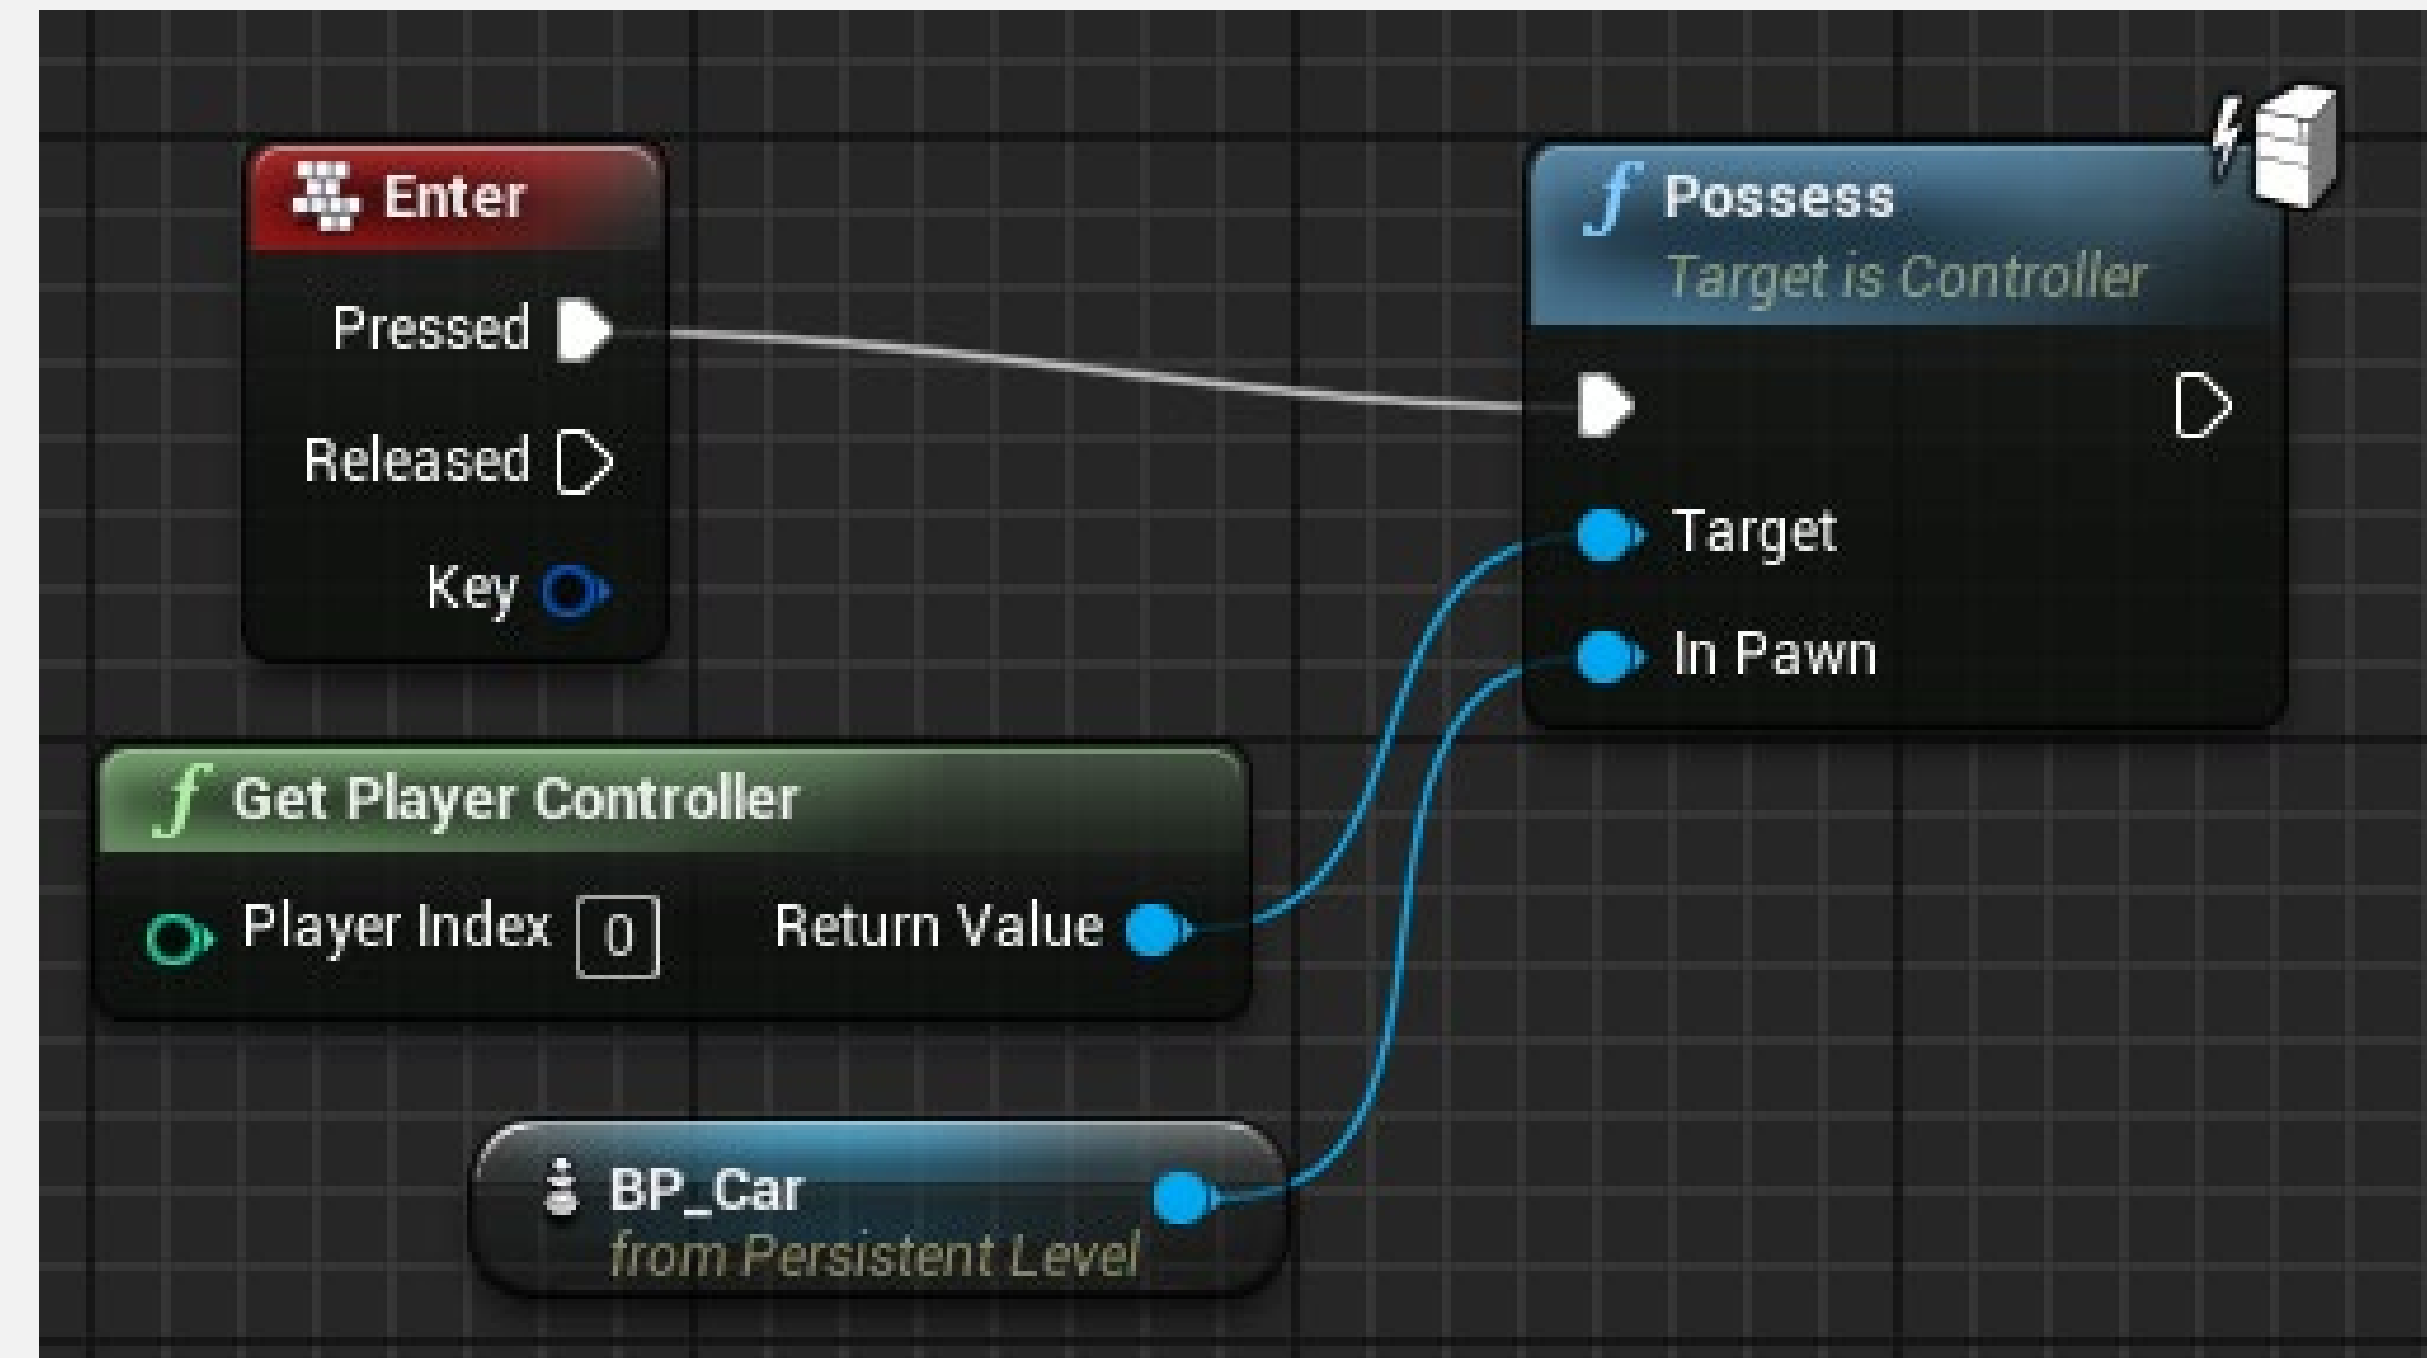 Enter
Pressed
Released
Key
Possess
Target is Controller
Target
In Pawn
Get Player Controller
Player Index 0 Return Value
BP_Car
from Persistent Level